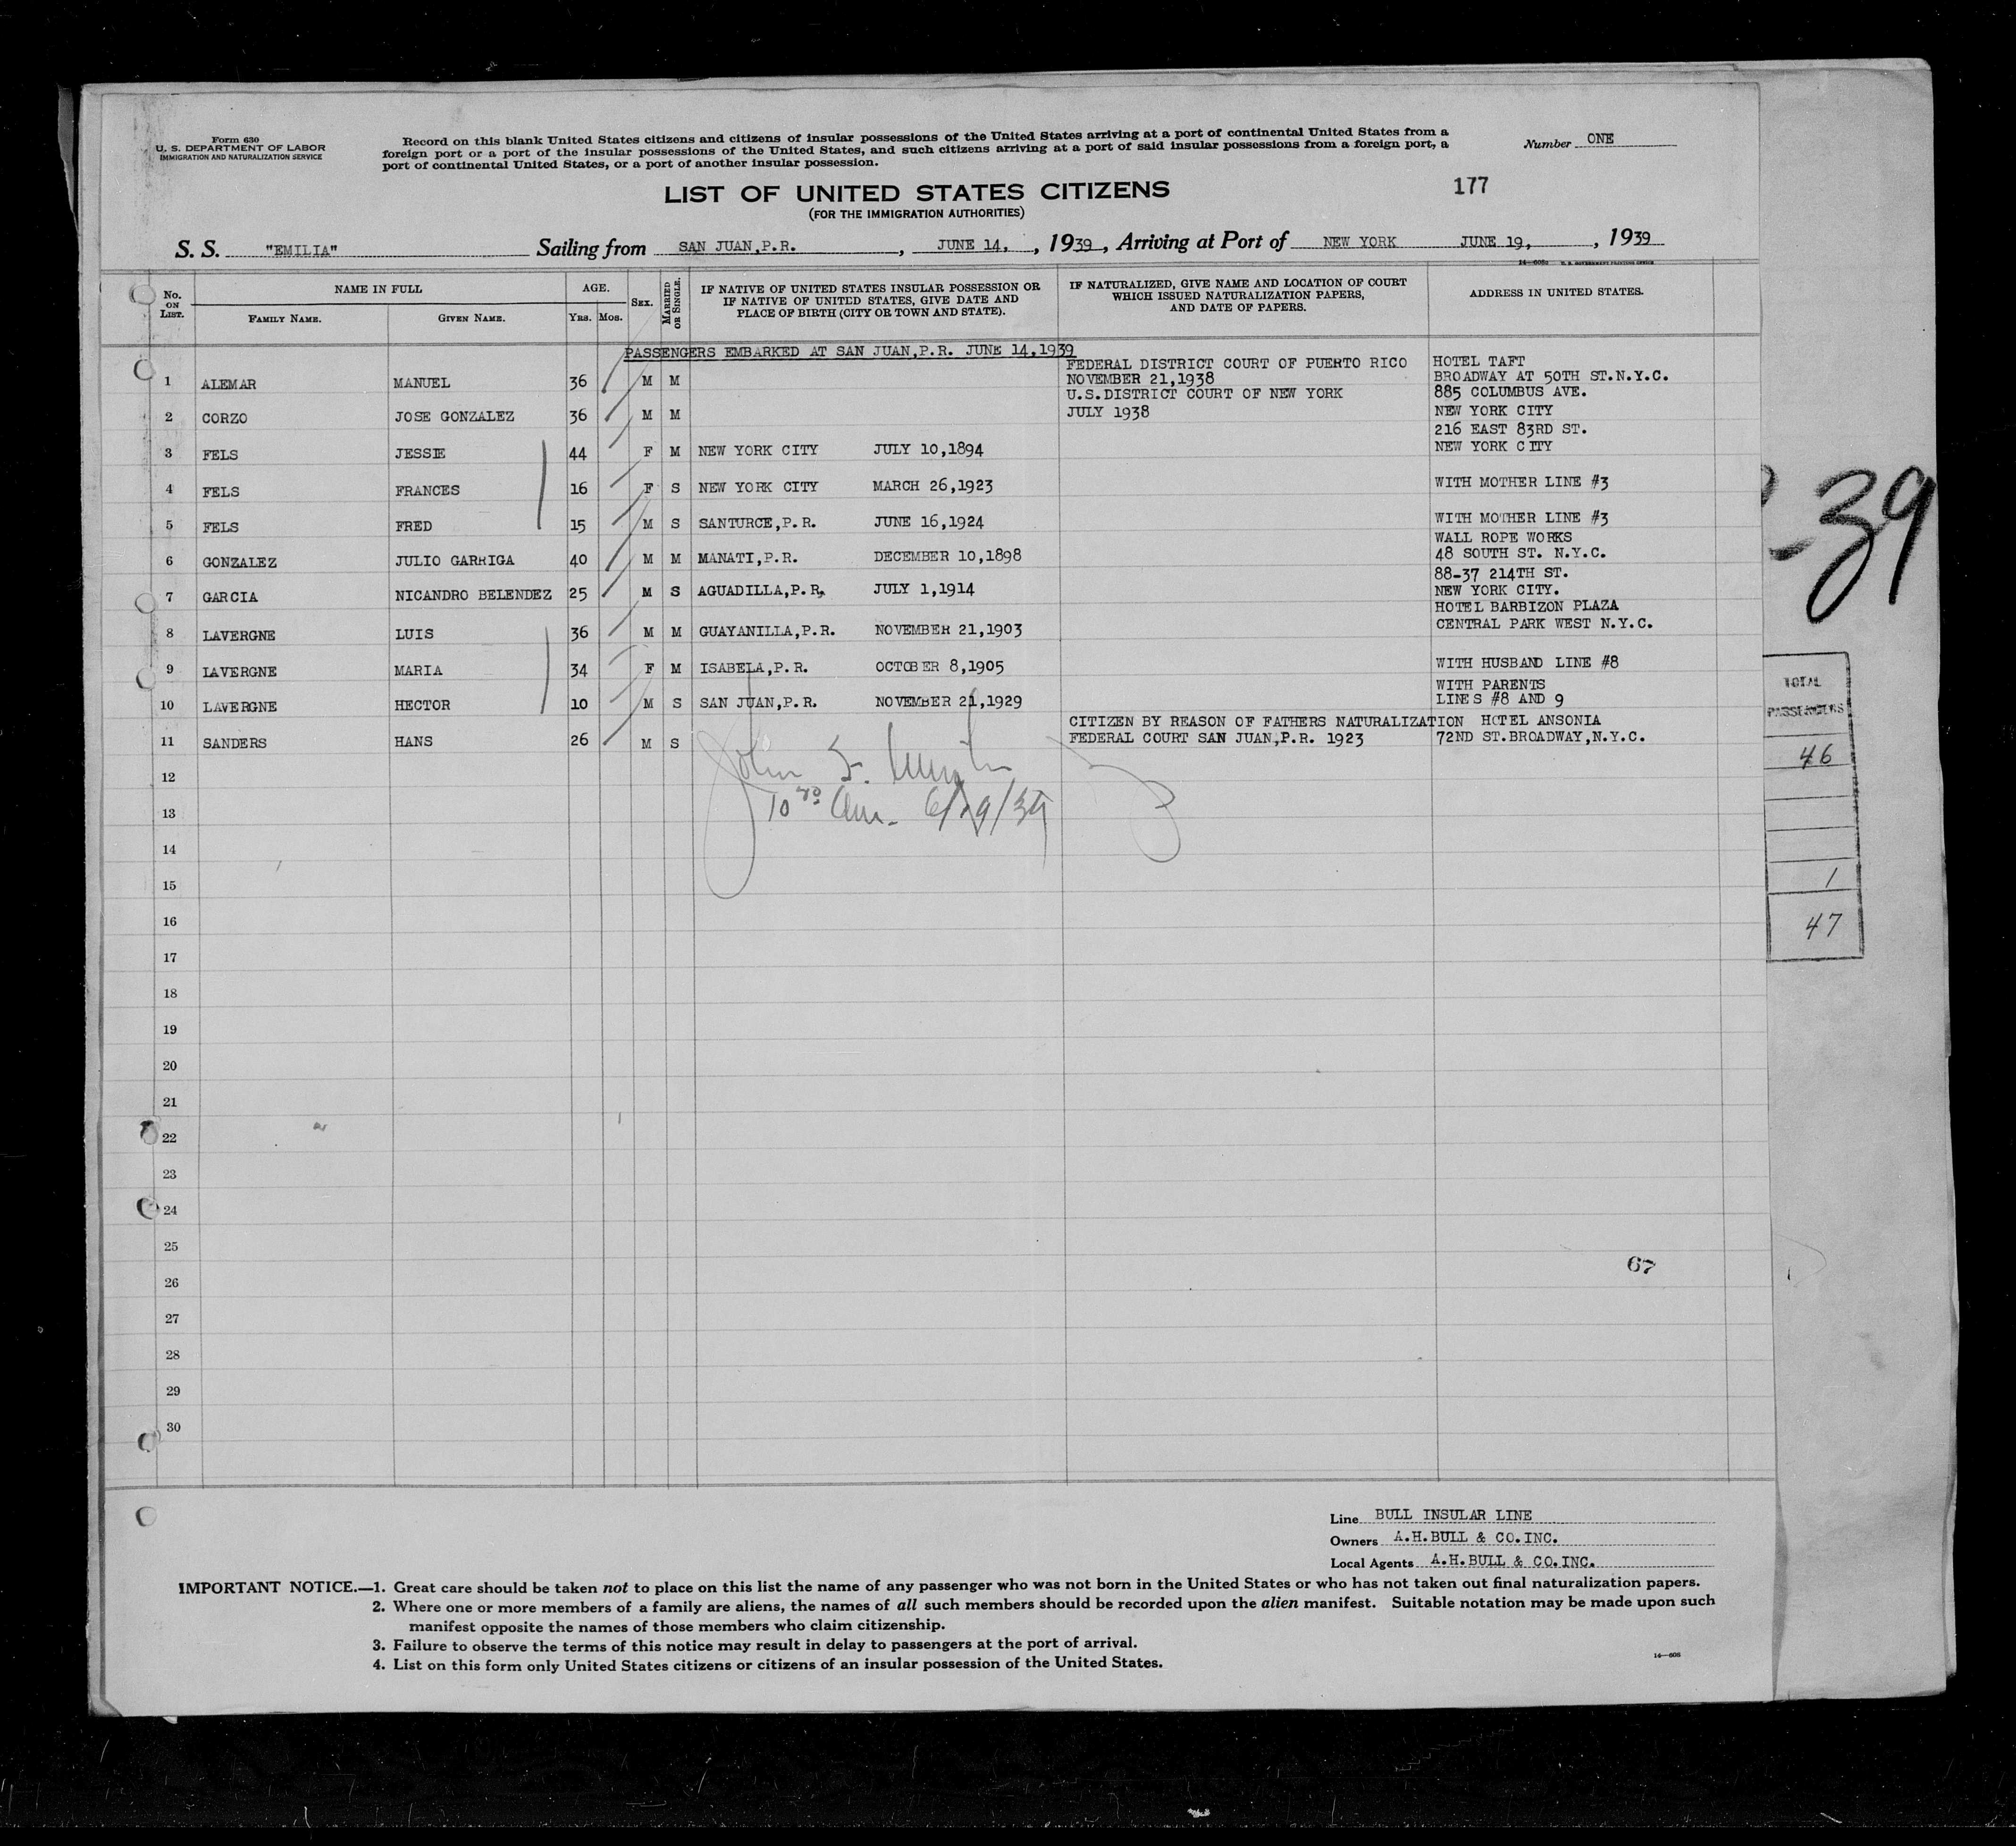 Form 630
U. S. DEPARTMENT OF LABOR
IMMIGRATION AND NATURALIZATION SERVICE
Record on this blank United States citizens and citizens of insular possessions of the United States arriving at a port of continental United States from a
foreign port or a port of the insular possessions of the United States, and such citizens arriving at a port of said insular possessions from a foreign port, a
port of continental United States, or a port of another insular possession.
Number ONE
LIST OF UNITED STATES CITIZENS
177
(FOR THE IMMIGRATION AUTHORITIES)
S. S. "EMILIA" Sailing from SAN JUAN,P.R. , JUNE 14, , 1939 , Arriving at Port of NEW YORK JUNE 19, , 1939
No. ON LIST.
NAME IN FULL
FAMILY NAME. GIVEN NAME.
AGE.
YRS. MOS.
SEX.
MARRIED OR SINGLE.
IF NATIVE OF UNITED STATES INSULAR POSSESSION OR
IF NATIVE OF UNITED STATES, GIVE DATE AND
PLACE OF BIRTH (CITY OR TOWN AND STATE).
IF NATURALIZED, GIVE NAME AND LOCATION OF COURT
WHICH ISSUED NATURALIZATION PAPERS,
AND DATE OF PAPERS.
ADDRESS IN UNITED STATES.
PASSENGERS EMBARKED AT SAN JUAN,P.R. JUNE 14,1939
FEDERAL DISTRICT COURT OF PUERTO RICO HOTEL TAFT
1 ALEMAR MANUEL 36 M M NOVEMBER 21,1938 BROADWAY AT 50TH ST.N.Y.C.
U.S.DISTRICT COURT OF NEW YORK 885 COLUMBUS AVE.
2 CORZO JOSE GONZALEZ 36 M M JULY 1938 NEW YORK CITY
216 EAST 83RD ST.
3 FELS JESSIE 44 F M NEW YORK CITY JULY 10,1894 NEW YORK CITY
4 FELS FRANCES 16 F S NEW YORK CITY MARCH 26,1923 WITH MOTHER LINE #3
5 FELS FRED 15 M S SANTURCE,P.R. JUNE 16,1924 WITH MOTHER LINE #3
WALL ROPE WORKS
6 GONZALEZ JULIO GARRIGA 40 M M MANATI,P.R. DECEMBER 10,1898 48 SOUTH ST. N.Y.C.
88-37 214TH ST.
7 GARCIA NICANDRO BELENDEZ 25 M S AGUADILLA,P.R. JULY 1,1914 NEW YORK CITY.
HOTEL BARBIZON PLAZA
8 LAVERGNE LUIS 36 M M GUAYANILLA,P.R. NOVEMBER 21,1903 CENTRAL PARK WEST N.Y.C.
9 LAVERGNE MARIA 34 F M ISABELA,P.R. OCTOBER 8,1905 WITH HUSBAND LINE #8
WITH PARENTS
10 LAVERGNE HECTOR 10 M S SAN JUAN,P.R. NOVEMBER 21,1929 LINES #8 AND 9
CITIZEN BY REASON OF FATHERS NATURALIZATION HOTEL ANSONIA
11 SANDERS HANS 26 M S FEDERAL COURT SAN JUAN,P.R. 1923 72ND ST.BROADWAY,N.Y.C.
12
John
13
6/19/39
14
15
16
17
18
19
20
21
22
23
24
25
26
27
28
29
30
67
-39
TOTAL
PASSENGERS
46
1
47
Line BULL INSULAR LINE
Owners A.H.BULL & CO.INC.
Local Agents A.H.BULL & CO.INC.
IMPORTANT NOTICE.—1. Great care should be taken not to place on this list the name of any passenger who was not born in the United States or who has not taken out final naturalization papers.
2. Where one or more members of a family are aliens, the names of all such members should be recorded upon the alien manifest. Suitable notation may be made upon such
manifest opposite the names of those members who claim citizenship.
3. Failure to observe the terms of this notice may result in delay to passengers at the port of arrival.
4. List on this form only United States citizens or citizens of an insular possession of the United States.